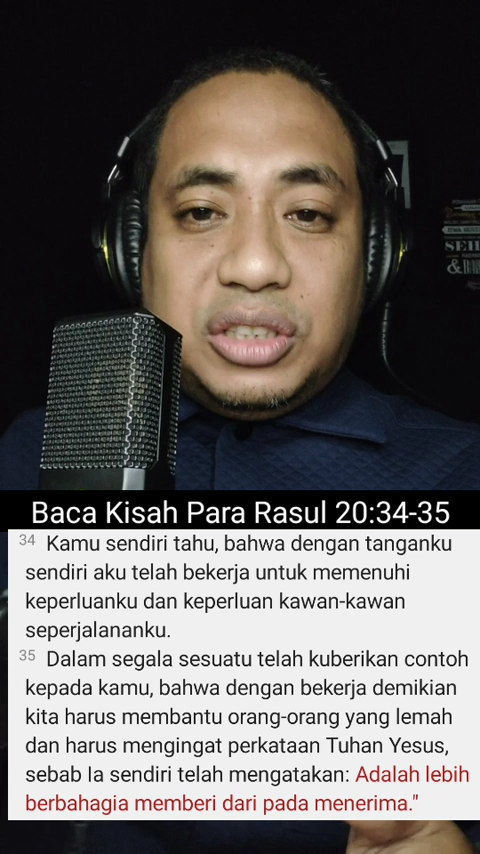 SEH
Baca Kisah Para Rasul 20:34-35
34 Kamu sendiri tahu, bahwa dengan tanganku
sendiri aku telah bekerja untuk memenuhi
keperluanku dan keperluan kawan-kawan
seperjalananku.
35 Dalam segala sesuatu telah kuberikan contoh
kepada kamu, bahwa dengan bekerja demikian
kita harus membantu orang-orang yang lemah
dan harus mengingat perkataan Tuhan Yesus,
sebab Ia sendiri telah mengatakan: Adalah lebih
berbahagia memberi dari pada menerima."